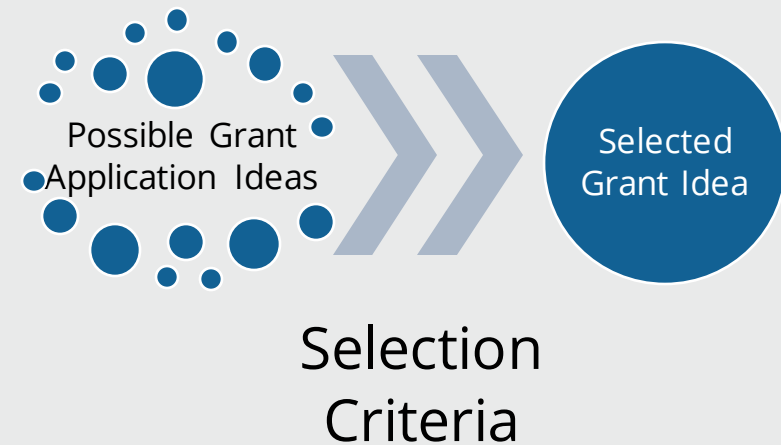 Possible Grant
Application Ideas
Selected
Grant Idea
Selection
Criteria